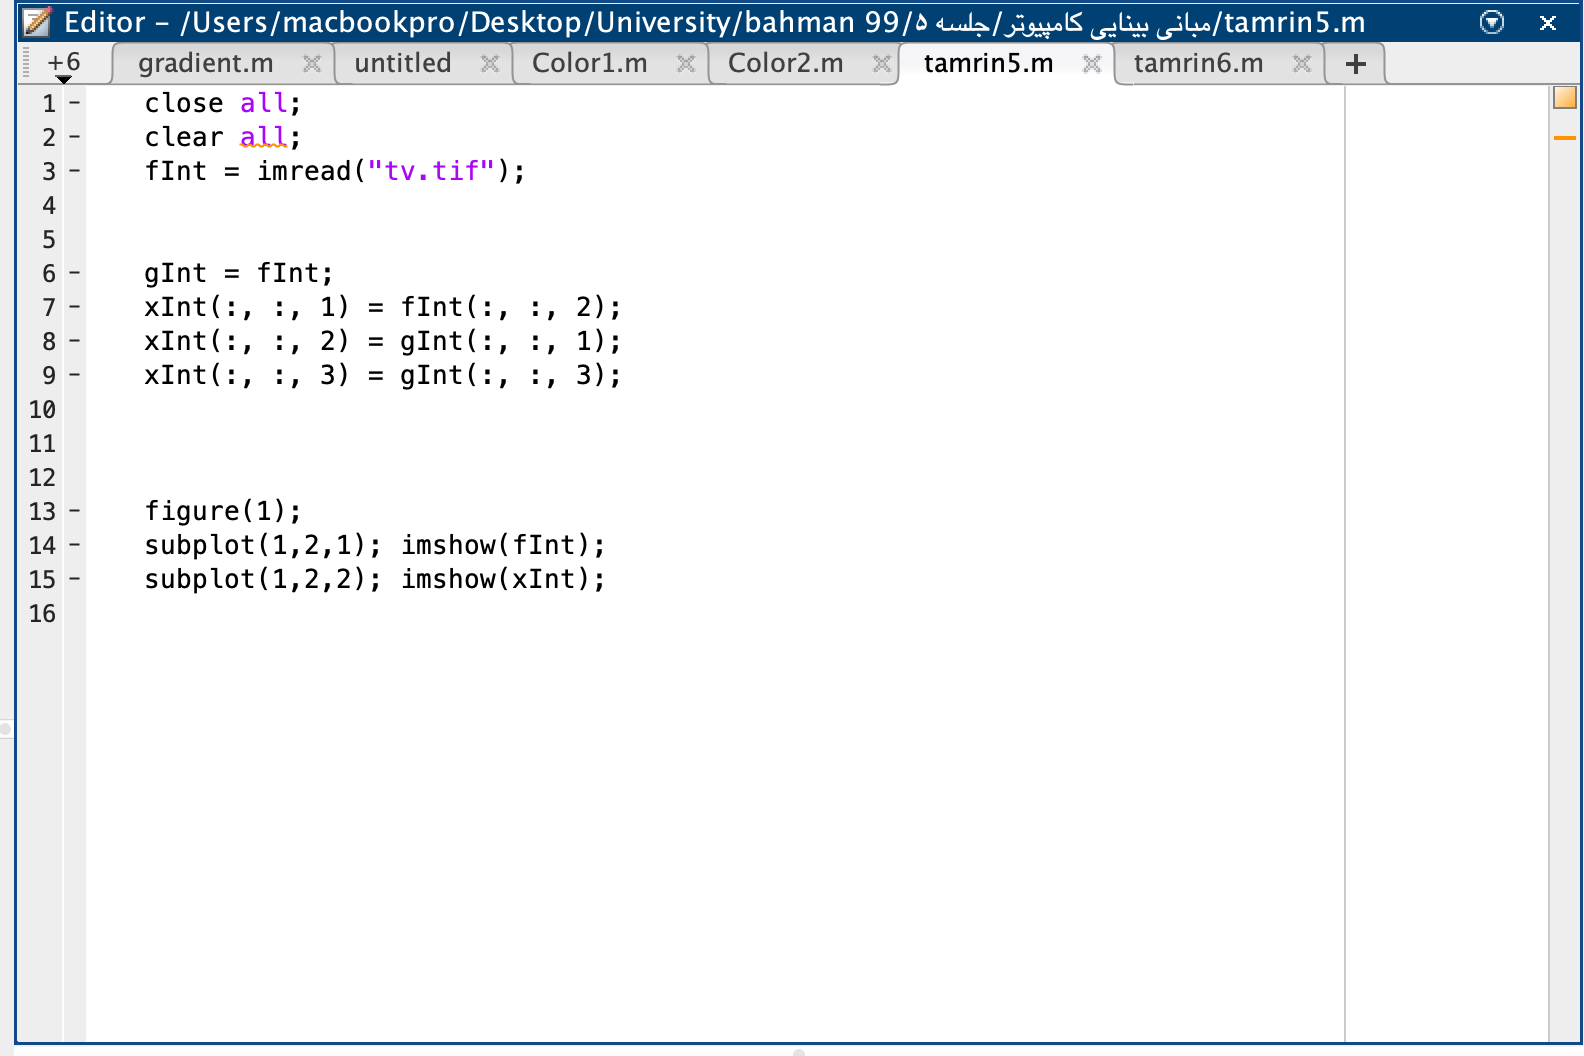 Editor – /Users/macbookpro/Desktop/University/bahman 99/جلسه ۵/مبانی بینایی کامپیوتر/tamrin5.m
+6 gradient.m untitled Color1.m Color2.m tamrin5.m tamrin6.m +
1 – close all;
2 – clear all;
3 – fInt = imread("tv.tif");
4
5
6 – gInt = fInt;
7 – xInt(:, :, 1) = fInt(:, :, 2);
8 – xInt(:, :, 2) = gInt(:, :, 1);
9 – xInt(:, :, 3) = gInt(:, :, 3);
10
11
12
13 – figure(1);
14 – subplot(1,2,1); imshow(fInt);
15 – subplot(1,2,2); imshow(xInt);
16